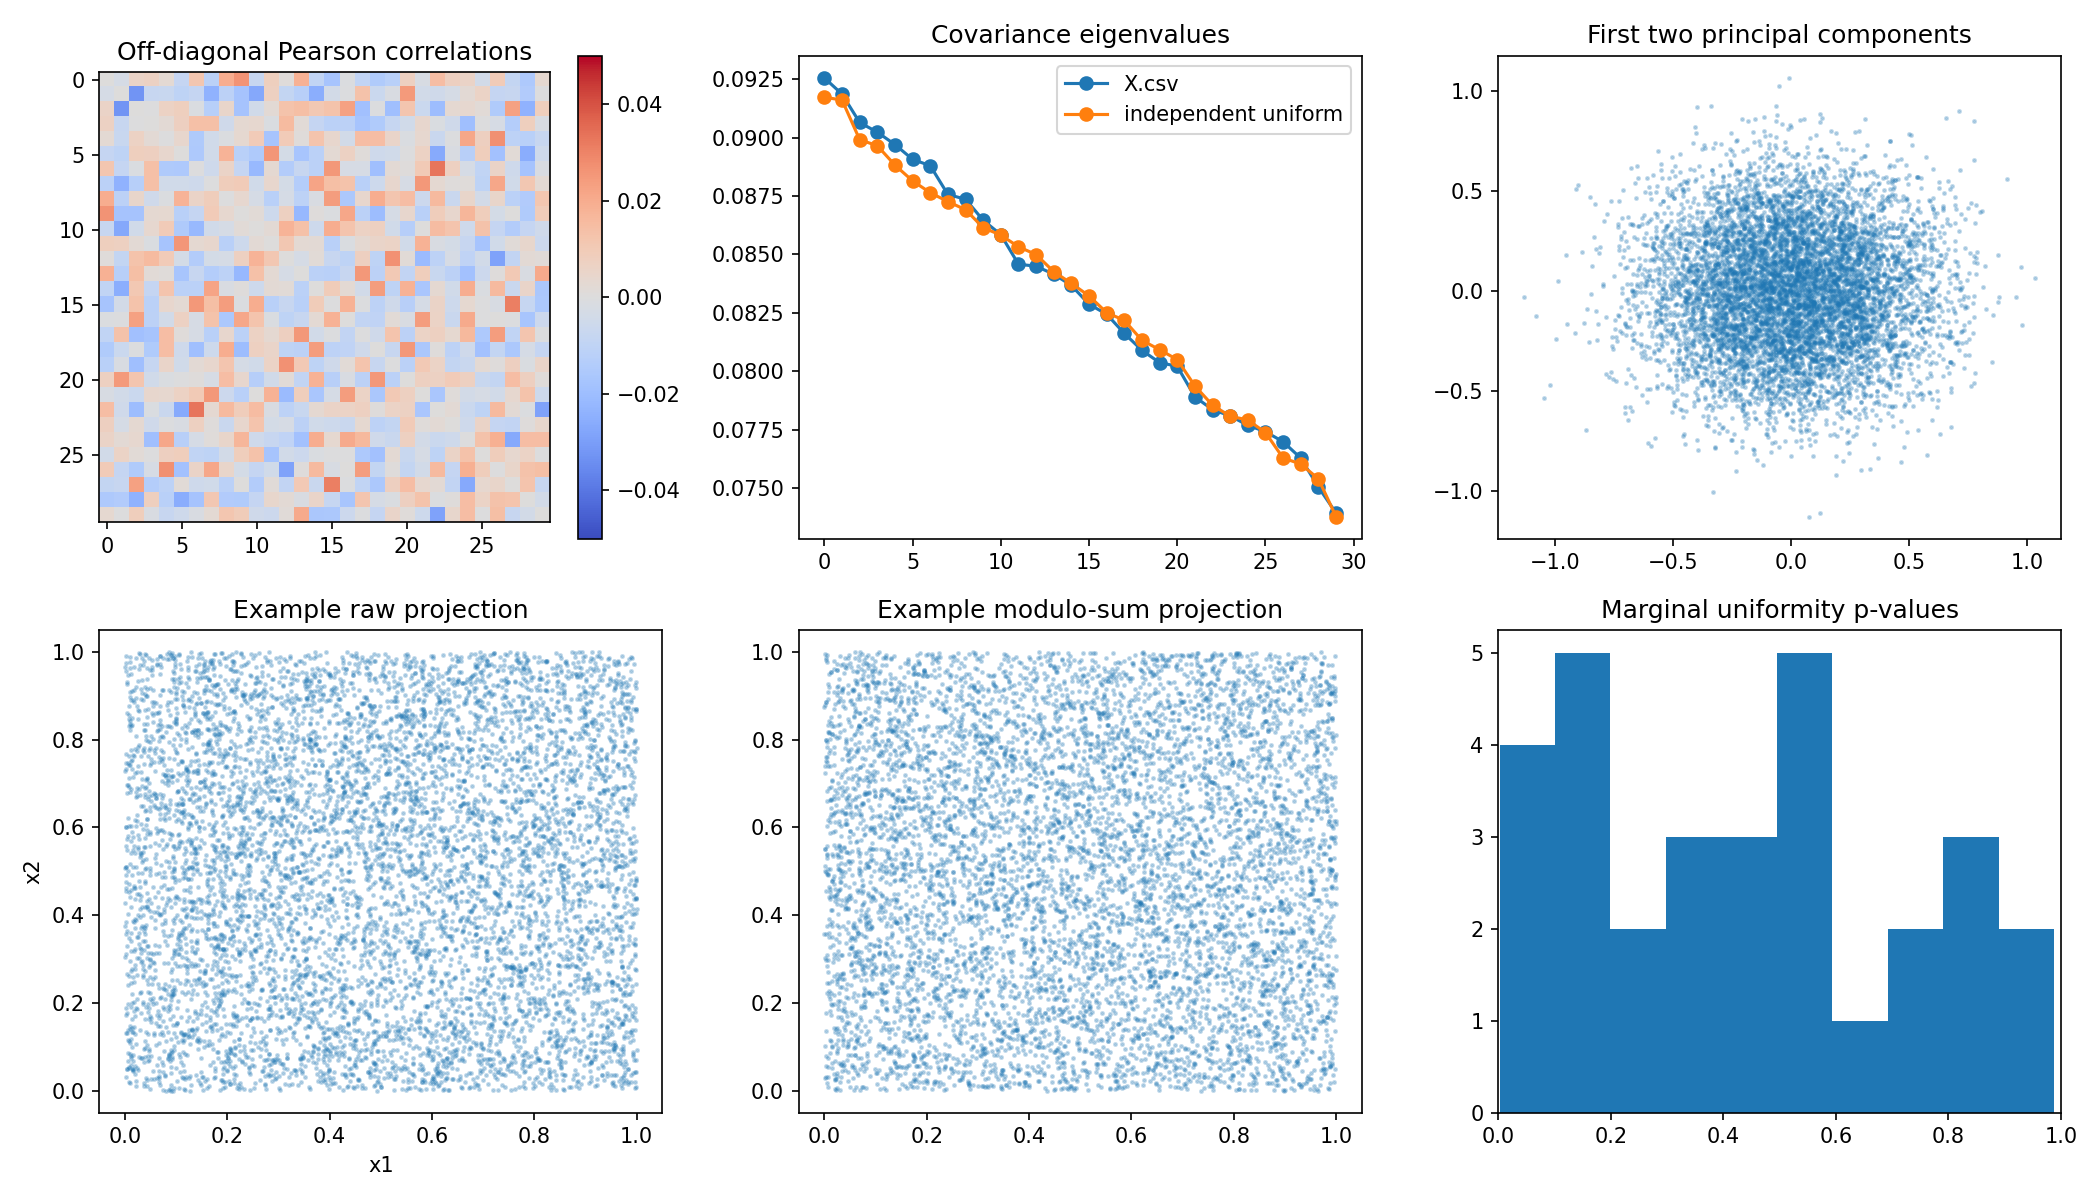 Off-diagonal Pearson correlations
0
5
10
15
20
25
0 5 10 15 20 25
0.04
0.02
0.00
−0.02
−0.04
Covariance eigenvalues
X.csv
independent uniform
0.0925
0.0900
0.0875
0.0850
0.0825
0.0800
0.0775
0.0750
0 5 10 15 20 25 30
First two principal components
1.0
0.5
0.0
−0.5
−1.0
−1.0 −0.5 0.0 0.5 1.0
Example raw projection
x2
1.0
0.8
0.6
0.4
0.2
0.0
0.0 0.2 0.4 0.6 0.8 1.0
x1
Example modulo-sum projection
1.0
0.8
0.6
0.4
0.2
0.0
0.0 0.2 0.4 0.6 0.8 1.0
Marginal uniformity p-values
5
4
3
2
1
0
0.0 0.2 0.4 0.6 0.8 1.0